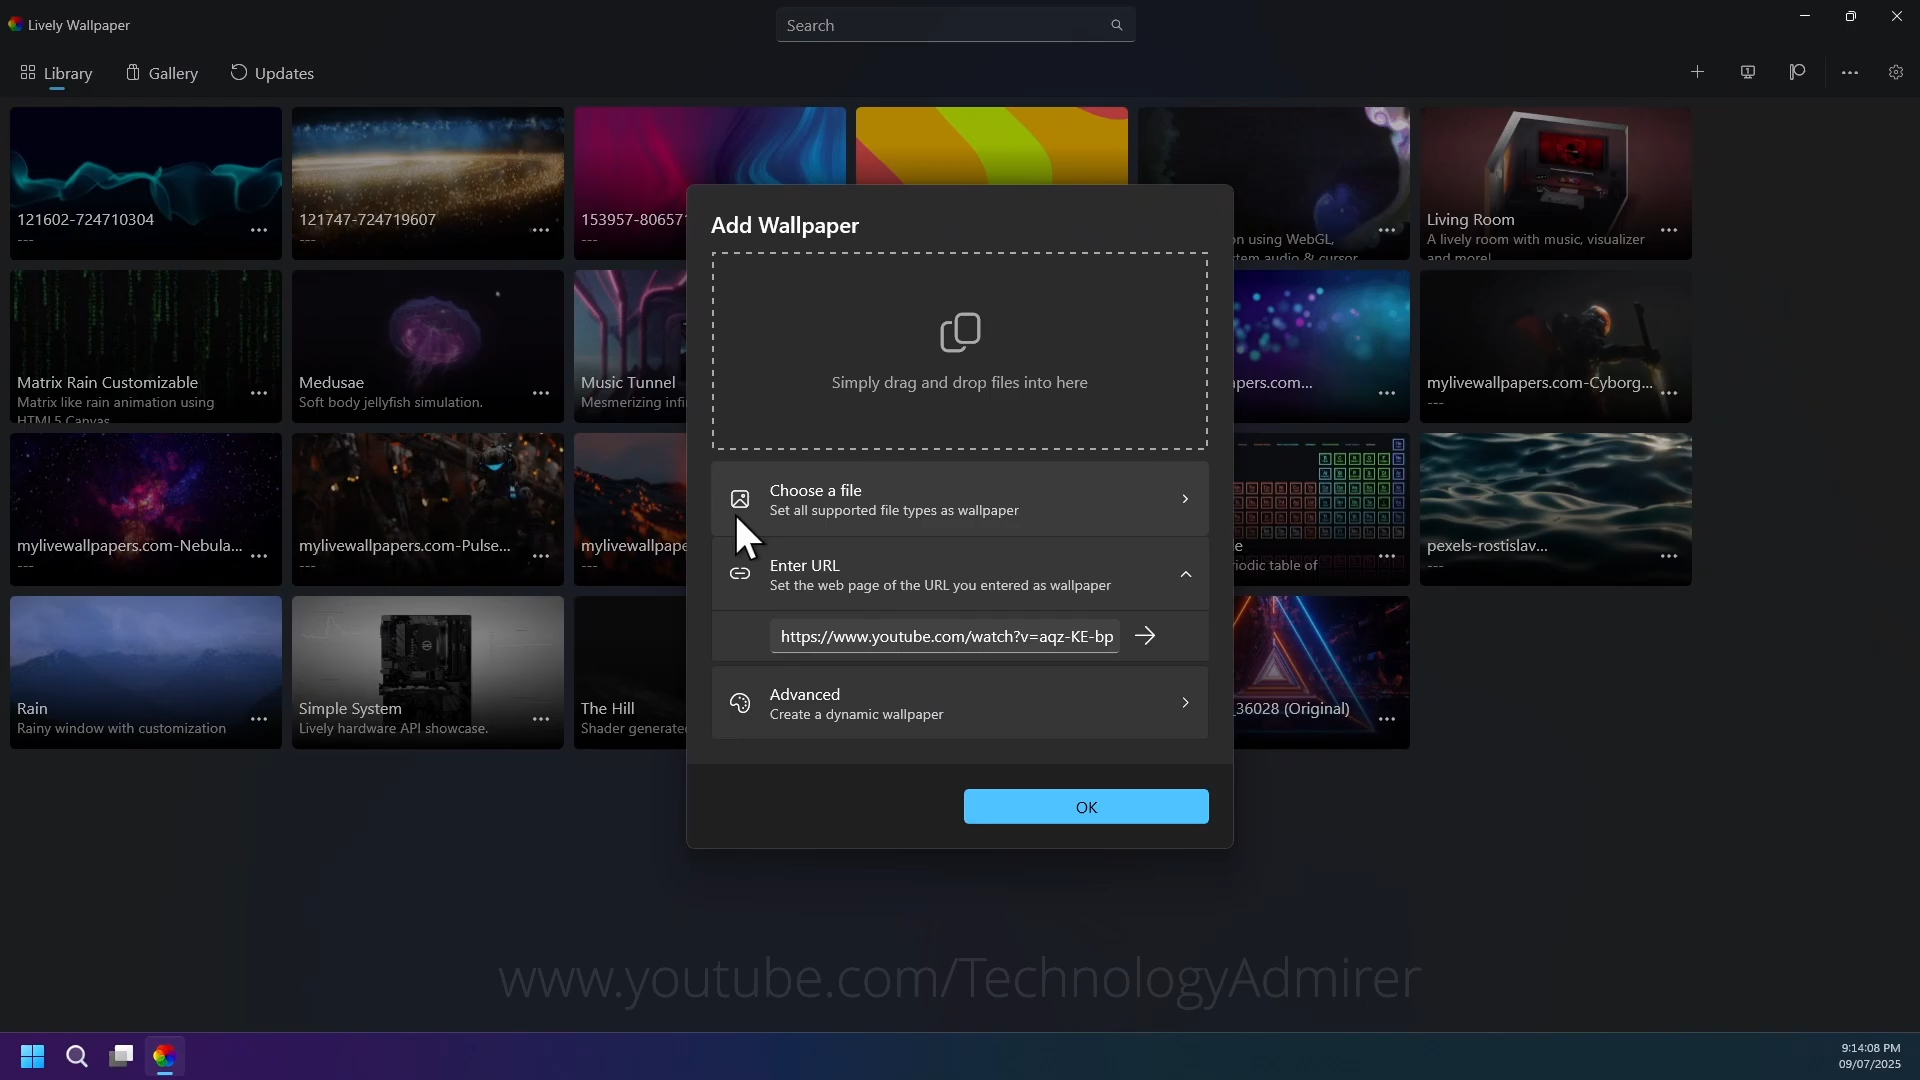 Lively Wallpaper
Search
Library
Gallery
Updates
121602-724710304
---
121747-724719607
---
153957-80657
---
n using WebGL,
Living Room
A lively room with music, visualizer
and more!
Matrix Rain Customizable
Matrix like rain animation using
HTML5 Canvas
Medusae
Soft body jellyfish simulation.
Music Tunnel
Mesmerizing infi
pers.com...
mylivewallpapers.com-Cyborg...
---
mylivewallpapers.com-Nebula...
---
mylivewallpapers.com-Pulse...
---
mylivewallpape
---
e
iodic table of
pexels-rostislav...
---
Rain
Rainy window with customization
Simple System
Lively hardware API showcase.
The Hill
Shader generate
_36028 (Original)
Add Wallpaper
Simply drag and drop files into here
Choose a file
Set all supported file types as wallpaper
Enter URL
Set the web page of the URL you entered as wallpaper
https://www.youtube.com/watch?v=aqz-KE-bp
Advanced
Create a dynamic wallpaper
OK
www.youtube.com/TechnologyAdmirer
9:14:08 PM
09/07/2025